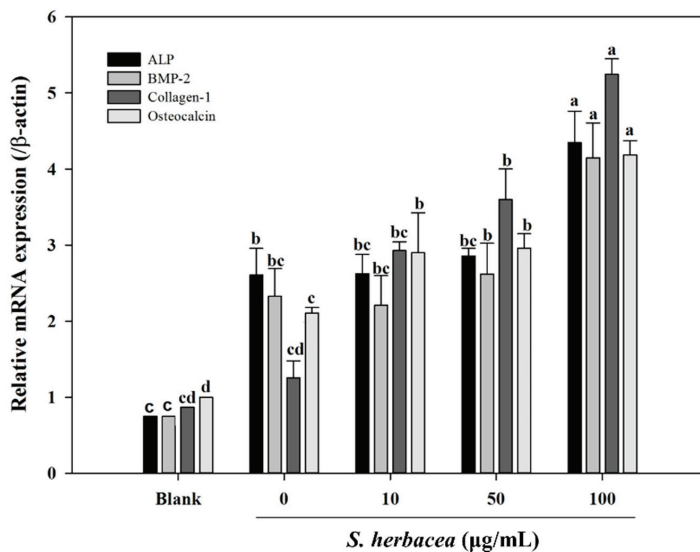 6
5
4
3
2
1
0
Relative mRNA expression (/β-actin)
ALP
BMP-2
Collagen-1
Osteocalcin
c c cd d
b bc cd c
bc bc bc b
bc b b b
a a a a
Blank 0 10 50 100
S. herbacea (μg/mL)